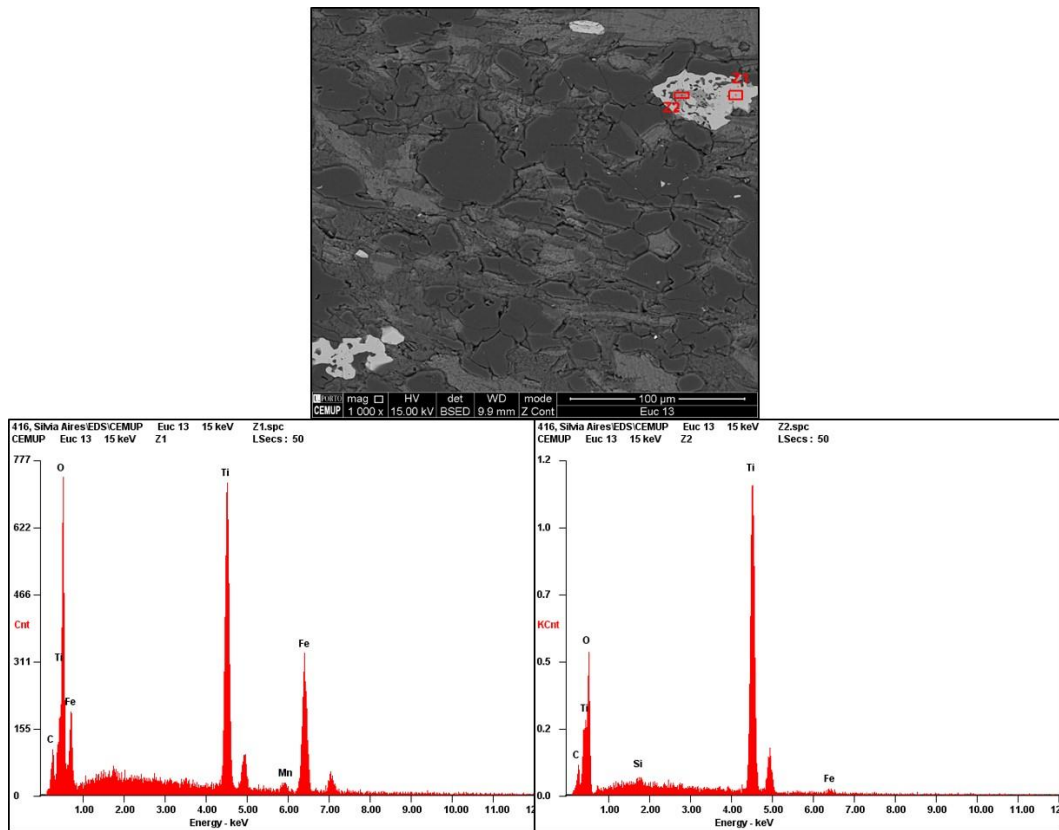 Z1
Z2
U.PORTO
CEMUP
mag HV det WD mode
1 000 x 15.00 kV BSED 9.9 mm Z Cont
100 µm
Euc 13
416, Silvia Aires\EDS\CEMUP Euc 13 15 keV Z1.spc
CEMUP Euc 13 15 keV Z1 LSecs : 50
777
622
466
Cnt
311
155
0
O
Ti
Ti
Fe
Fe
C
Mn
1.00 2.00 3.00 4.00 5.00 6.00 7.00 8.00 9.00 10.00 11.00
Energy - keV
416, Silvia Aires\EDS\CEMUP Euc 13 15 keV Z2.spc
CEMUP Euc 13 15 keV Z2 LSecs : 50
1.2
1.0
0.7
KCnt
0.5
0.2
0.0
Ti
O
Ti
C
Si
Fe
1.00 2.00 3.00 4.00 5.00 6.00 7.00 8.00 9.00 10.00 11.00
Energy - keV